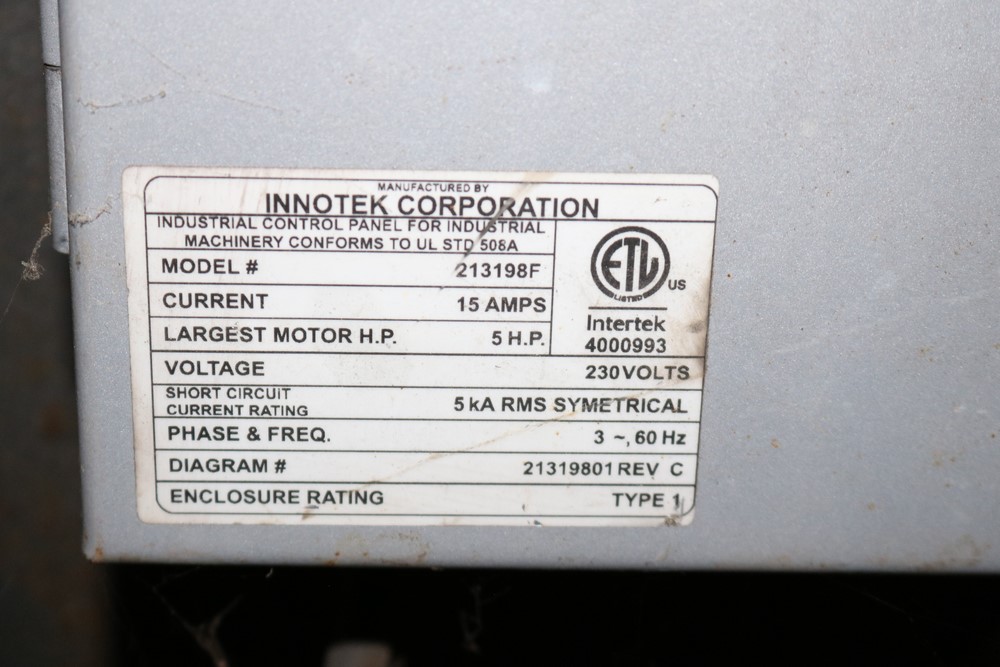 MANUFACTURED BY
INNOTEK CORPORATION
INDUSTRIAL CONTROL PANEL FOR INDUSTRIAL
MACHINERY CONFORMS TO UL STD 508A
MODEL # 213198F
CURRENT 15 AMPS
LARGEST MOTOR H.P. 5 H.P.
ETL US
LISTED
Intertek
4000993
VOLTAGE 230VOLTS
SHORT CIRCUIT
CURRENT RATING 5 kA RMS SYMETRICAL
PHASE & FREQ. 3 ~, 60 Hz
DIAGRAM # 21319801 REV C
ENCLOSURE RATING TYPE 1